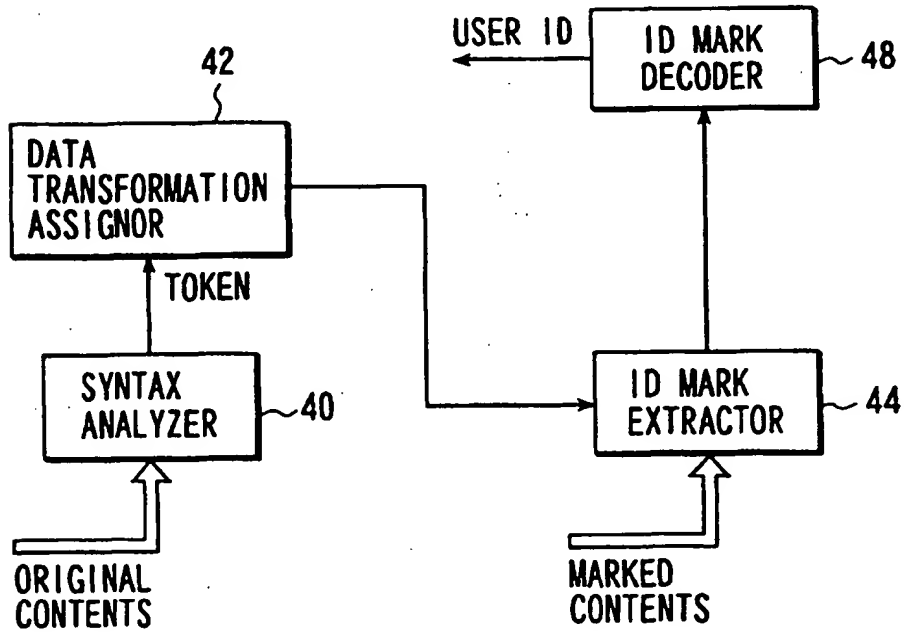 42
DATA
TRANSFORMATION
ASSIGNOR
TOKEN
SYNTAX
ANALYZER
40
ORIGINAL
CONTENTS
USER ID
ID MARK
DECODER
48
ID MARK
EXTRACTOR
44
MARKED
CONTENTS